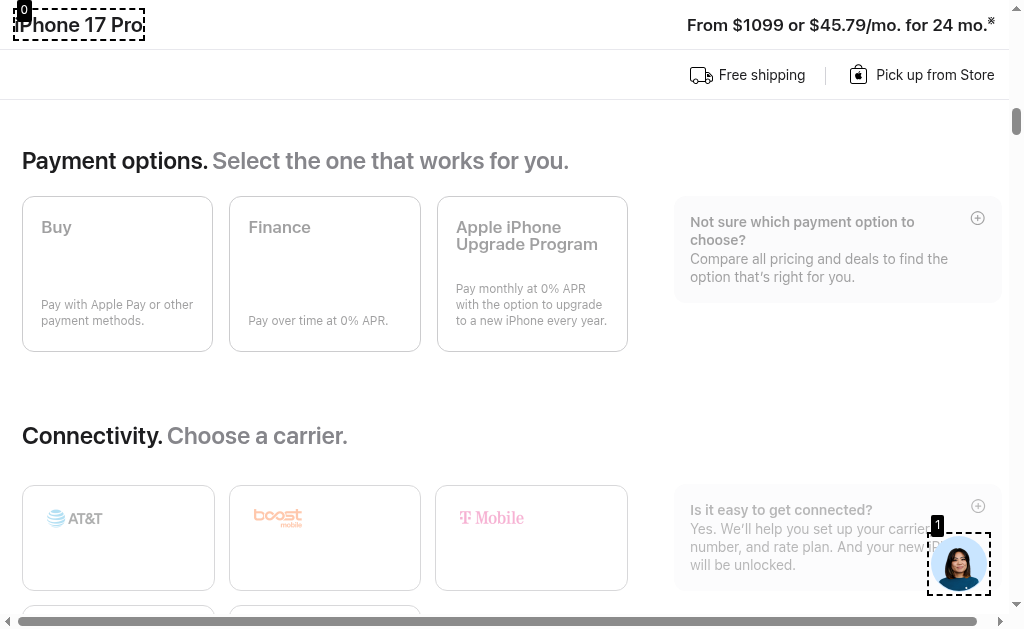 0
iPhone 17 Pro
From $1099 or $45.79/mo. for 24 mo.※
Free shipping
Pick up from Store
Payment options. Select the one that works for you.
Buy
Pay with Apple Pay or other
payment methods.
Finance
Pay over time at 0% APR.
Apple iPhone
Upgrade Program
Pay monthly at 0% APR
with the option to upgrade
to a new iPhone every year.
Not sure which payment option to
choose?
Compare all pricing and deals to find the
option that’s right for you.
Connectivity. Choose a carrier.
AT&T
boost
mobile
T Mobile
Is it easy to get connected?
Yes. We’ll help you set up your carrier,
number, and rate plan. And your new
will be unlocked.
1